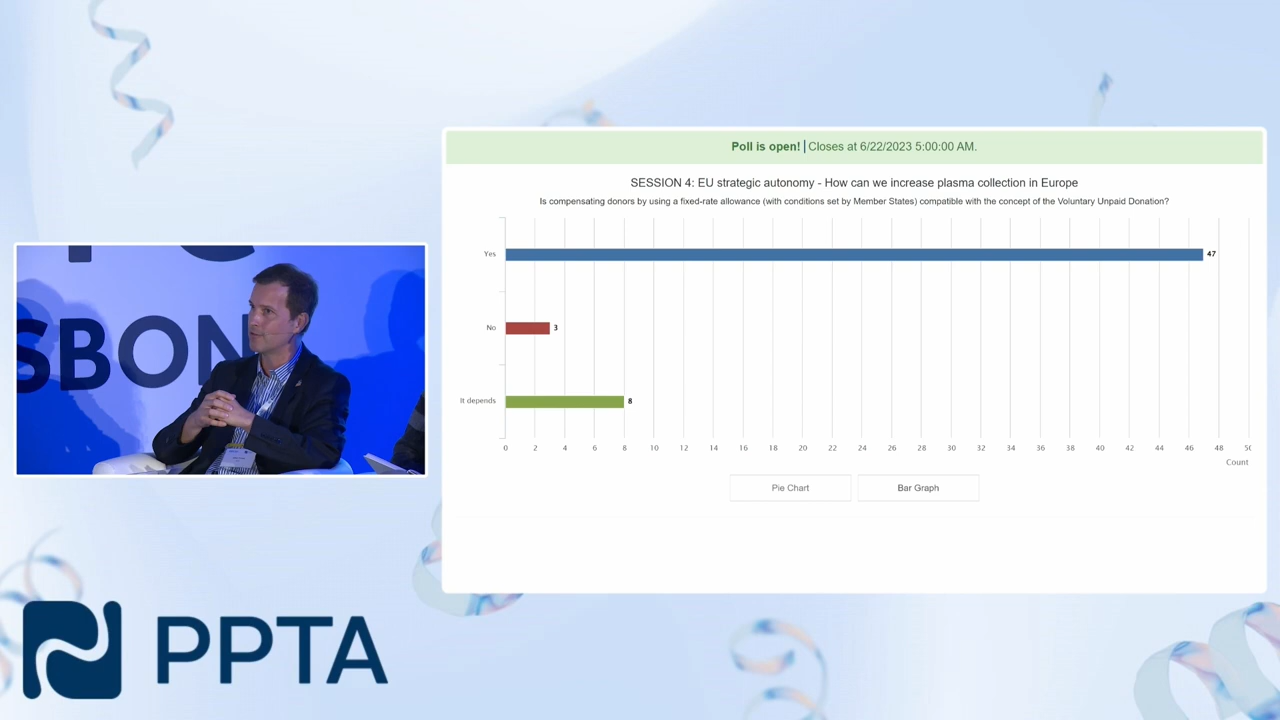 Poll is open! Closes at 6/22/2023 5:00:00 AM.
SESSION 4: EU strategic autonomy - How can we increase plasma collection in Europe
Is compensating donors by using a fixed-rate allowance (with conditions set by Member States) compatible with the concept of the Voluntary Unpaid Donation?
Yes 47
No 3
It depends 8
0 2 4 6 8 10 12 14 16 18 20 22 24 26 28 30 32 34 36 38 40 42 44 46 48
Count
Pie Chart Bar Graph
SBON
PPTA